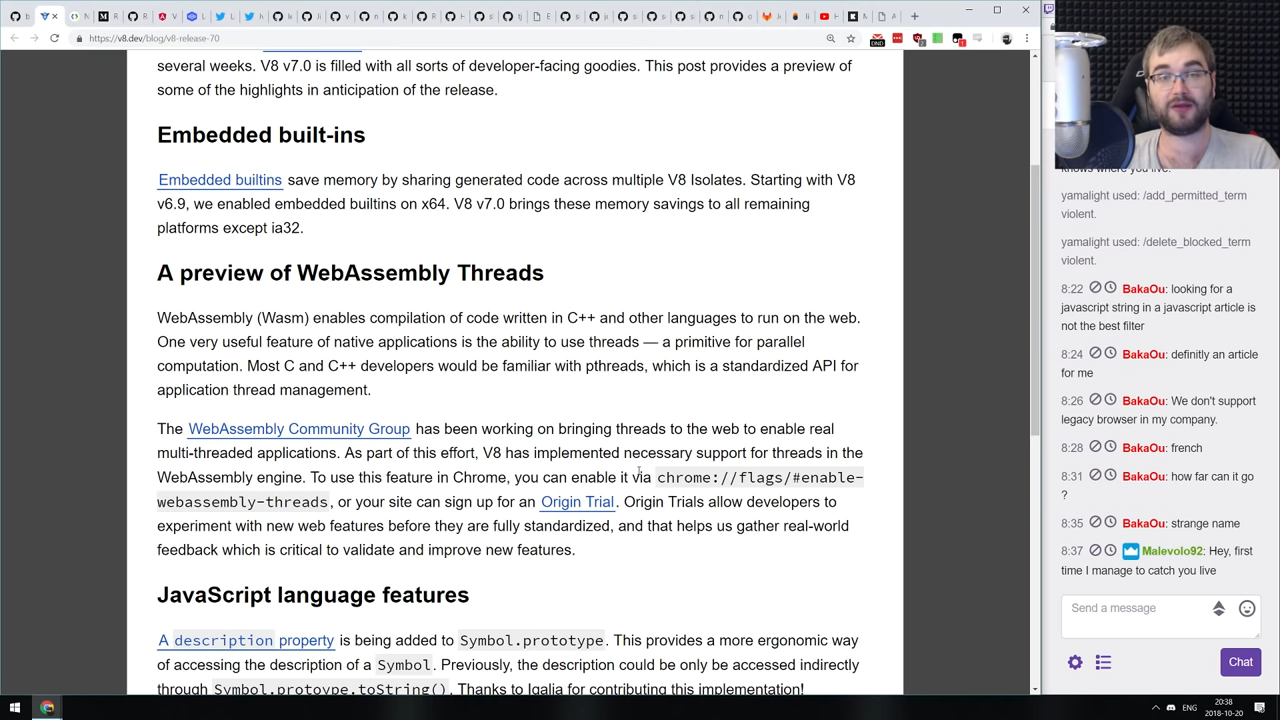 https://v8.dev/blog/v8-release-70
DND
several weeks. V8 v7.0 is filled with all sorts of developer-facing goodies. This post provides a preview of
some of the highlights in anticipation of the release.
Embedded built-ins
Embedded builtins save memory by sharing generated code across multiple V8 Isolates. Starting with V8
v6.9, we enabled embedded builtins on x64. V8 v7.0 brings these memory savings to all remaining
platforms except ia32.
A preview of WebAssembly Threads
WebAssembly (Wasm) enables compilation of code written in C++ and other languages to run on the web.
One very useful feature of native applications is the ability to use threads — a primitive for parallel
computation. Most C and C++ developers would be familiar with pthreads, which is a standardized API for
application thread management.
The WebAssembly Community Group has been working on bringing threads to the web to enable real
multi-threaded applications. As part of this effort, V8 has implemented necessary support for threads in the
WebAssembly engine. To use this feature in Chrome, you can enable it via chrome://flags/#enable-
webassembly-threads, or your site can sign up for an Origin Trial. Origin Trials allow developers to
experiment with new web features before they are fully standardized, and that helps us gather real-world
feedback which is critical to validate and improve new features.
JavaScript language features
A description property is being added to Symbol.prototype. This provides a more ergonomic way
of accessing the description of a Symbol. Previously, the description could be only be accessed indirectly
through Symbol.prototype.toString(). Thanks to Igalia for contributing this implementation!
knows where you live.
yamalight used: /add_permitted_term
violent.
yamalight used: /delete_blocked_term
violent.
8:22 BakaOu: looking for a
javascript string in a javascript article is
not the best filter
8:24 BakaOu: definitly an article
for me
8:26 BakaOu: We don't support
legacy browser in my company.
8:28 BakaOu: french
8:31 BakaOu: how far can it go
?
8:35 BakaOu: strange name
8:37 Malevolo92: Hey, first
time I manage to catch you live
Send a message
Chat
ENG
20:38
2018-10-20